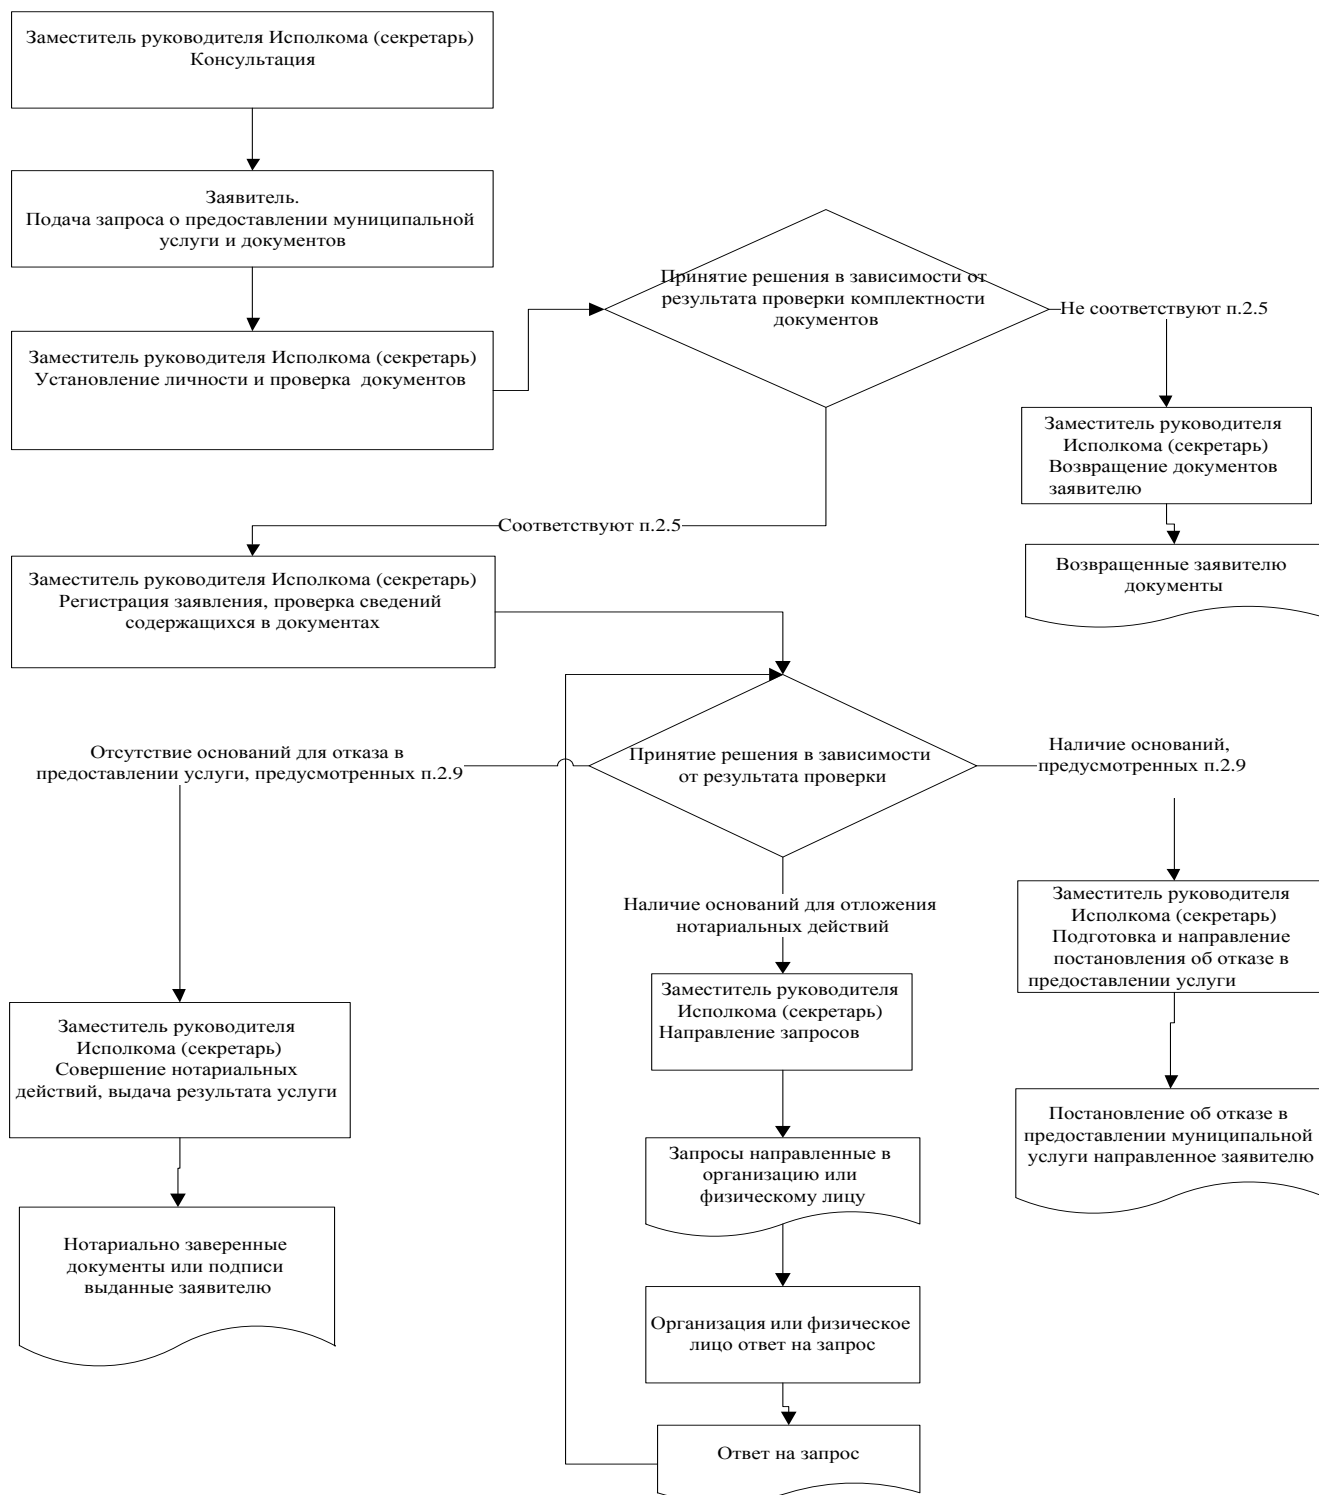 Заместитель руководителя Исполкома (секретарь)
Консультация
Заявитель.
Подача запроса о предоставлении муниципальной
услуги и документов
Заместитель руководителя Исполкома (секретарь)
Установление личности и проверка документов
Принятие решения в зависимости от
результата проверки комплектности
документов
Не соответствуют п.2.5
Заместитель руководителя
Исполкома (секретарь)
Возвращение документов
заявителю
Возвращенные заявителю
документы
Соответствуют п.2.5
Заместитель руководителя Исполкома (секретарь)
Регистрация заявления, проверка сведений
содержащихся в документах
Принятие решения в зависимости
от результата проверки
Отсутствие оснований для отказа в
предоставлении услуги, предусмотренных п.2.9
Наличие оснований,
предусмотренных п.2.9
Наличие оснований для отложения
нотариальных действий
Заместитель руководителя
Исполкома (секретарь)
Подготовка и направление
постановления об отказе в
предоставлении услуги
Заместитель руководителя
Исполкома (секретарь)
Направление запросов
Заместитель руководителя
Исполкома (секретарь)
Совершение нотариальных
действий, выдача результата услуги
Постановление об отказе в
предоставлении муниципальной
услуги направленное заявителю
Запросы направленные в
организацию или
физическому лицу
Нотариально заверенные
документы или подписи
выданные заявителю
Организация или физическое
лицо ответ на запрос
Ответ на запрос